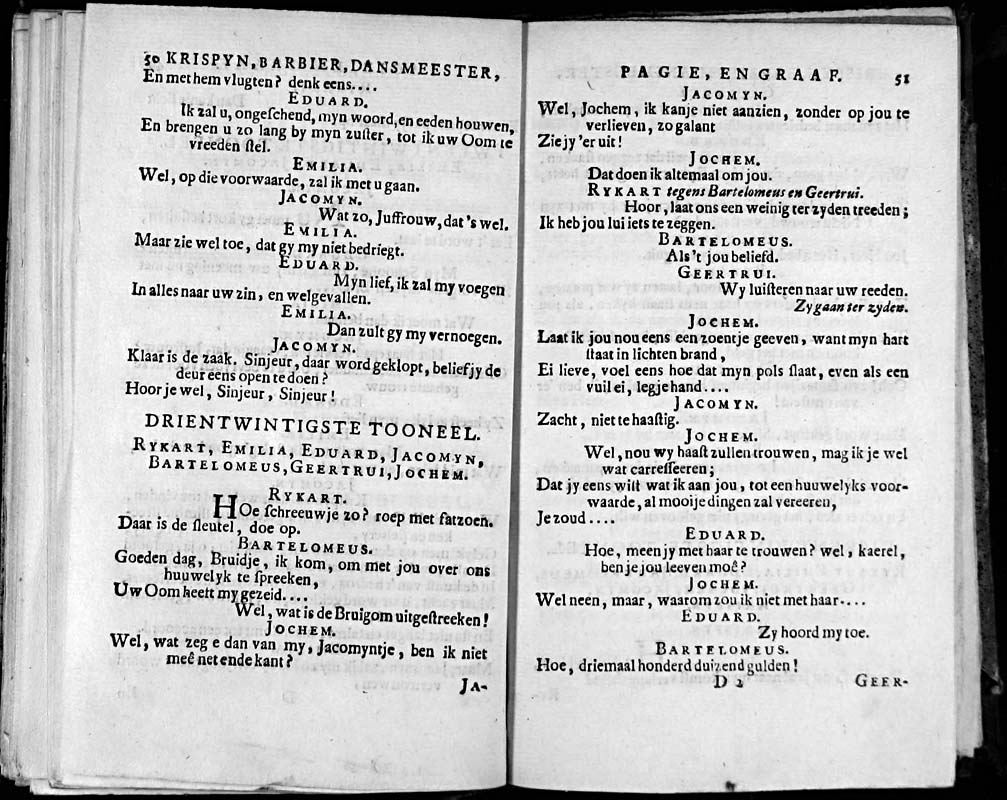 50 KRISPYN, BARBIER, DANSMEESTER,
En met hem vlugten? denk eens....
EDUARD.
Ik zal u, ongeſchend, myn woord, en eeden houwen,
En brengen u zo lang by myn zuſter, tot ik uw Oom te
vreeden ſtel.
EMILIA.
Wel, op die voorwaarde, zal ik met u gaan.
JACOMYN.
Wat zo, Juffrouw, dat's wel.
EMILIA.
Maar zie wel toe, dat gy my niet bedriegt.
EDUARD.
Myn lief, ik zal my voegen
In alles naar uw zin, en welgevallen.
EMILIA.
Dan zult gy my vernoegen.
JACOMYN.
Klaar is de zaak. Sinjeur, daar word geklopt, beliefjy de
deur eens open te doen?
Hoor je wel, Sinjeur, Sinjeur!
DRIENTWINTIGSTE TOONEEL.
RYKART, EMILIA, EDUARD, JACOMYN,
BARTELOMEUS, GEERTRUI, JOCHEM.
RYKART.
HOe ſchreeuwje zo? roep met fatzoen.
Daar is de ſleutel, doe op.
BARTELOMEUS.
Goeden dag, Bruidje, ik kom, om met jou over ons
huuwelyk te ſpreeken,
Uw Oom heeft my gezeid....
Wel, wat is de Bruigom uitgeſtreeken!
JOCHEM.
Wel, wat zeg e dan van my, Jacomyntje, ben ik niet
meê net ende kant?
JA-
PAGIE, EN GRAAF. 51
JACOMYN.
Wel, Jochem, ik kanje niet aanzien, zonder op jou te
verlieven, zo galant
Zie jy 'er uit!
JOCHEM.
Dat doen ik altemaal om jou.
RYKART tegens Bartelomeus en Geertrui.
Hoor, laat ons een weinig ter zyden treeden;
Ik heb jou lui iets te zeggen.
BARTELOMEUS.
Als 't jou beliefd.
GEERTRUI.
Wy luiſteren naar uw reeden.
Zy gaan ter zyden.
JOCHEM.
Laat ik jou nou eens een zoentje geeven, want myn hart
ſtaat in lichten brand,
Ei lieve, voel eens hoe dat myn pols ſlaat, even als een
vuil ei, legje hand....
JACOMYN.
Zacht, niet te haaſtig.
JOCHEM.
Wel, nou wy haaſt zullen trouwen, mag ik je wel
wat carreſſeeren;
Dat jy eens wiſt wat ik aan jou, tot een huuwelyks voor-
waarde, al mooije dingen zal vereeren,
Je zoud....
EDUARD.
Hoe, meen jy met haar te trouwen? wel, kaerel,
ben je jou leeven moê?
JOCHEM.
Wel neen, maar, waarom zou ik niet met haar....
EDUARD.
Zy hoord my toe.
BARTELOMEUS.
Hoe, driemaal honderd duizend gulden!
D 2 GEER-